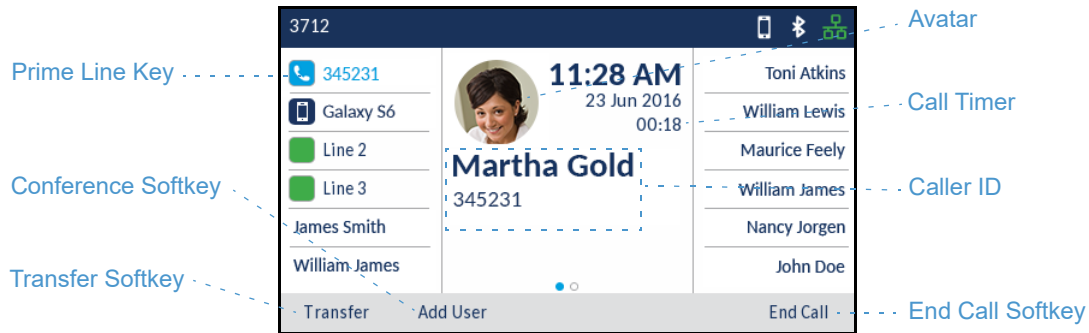 Avatar
3712
Prime Line Key
345231
11:28 AM
Toni Atkins
23 Jun 2016
Galaxy S6
00:18
William Lewis
Call Timer
Line 2
Maurice Feely
Martha Gold
Conference Softkey
Line 3
345231
William James
Caller ID
James Smith
Nancy Jorgen
William James
John Doe
Transfer Softkey
Transfer
Add User
End Call
End Call Softkey